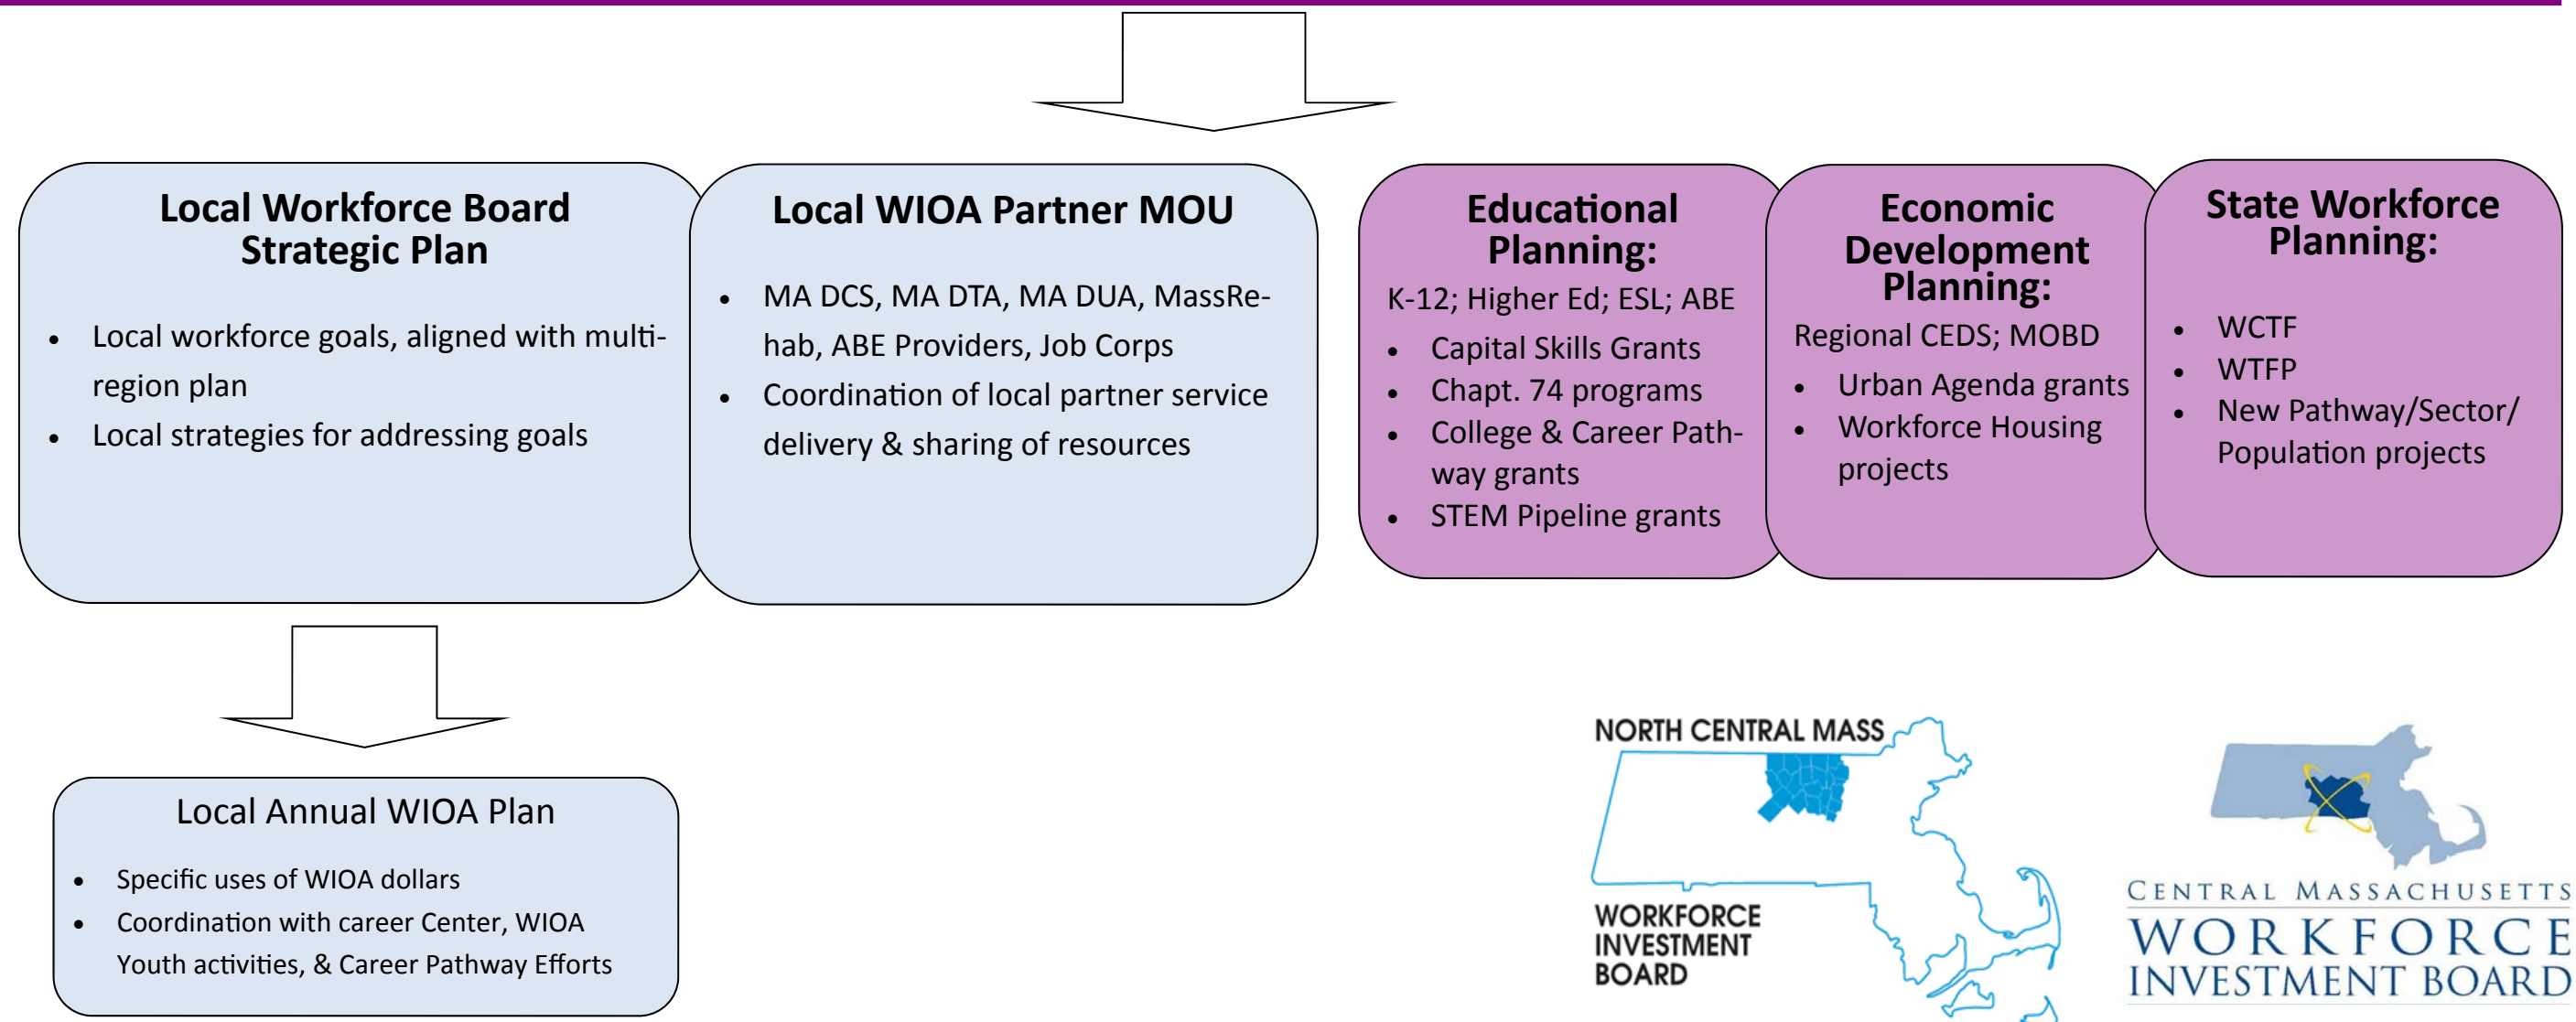 Local Workforce Board
Strategic Plan
• Local workforce goals, aligned with multi-
region plan
• Local strategies for addressing goals
Local WIOA Partner MOU
• MA DCS, MA DTA, MA DUA, MassRe-
hab, ABE Providers, Job Corps
• Coordination of local partner service
delivery & sharing of resources
Educational
Planning:
K-12; Higher Ed; ESL; ABE
• Capital Skills Grants
• Chapt. 74 programs
• College & Career Path-
way grants
• STEM Pipeline grants
Economic
Development
Planning:
Regional CEDS; MOBD
• Urban Agenda grants
• Workforce Housing
projects
State Workforce
Planning:
• WCTF
• WTFP
• New Pathway/Sector/
Population projects
Local Annual WIOA Plan
• Specific uses of WIOA dollars
• Coordination with career Center, WIOA
Youth activities, & Career Pathway Efforts
NORTH CENTRAL MASS
WORKFORCE
INVESTMENT
BOARD
CENTRAL MASSACHUSETTS
WORKFORCE
INVESTMENT BOARD